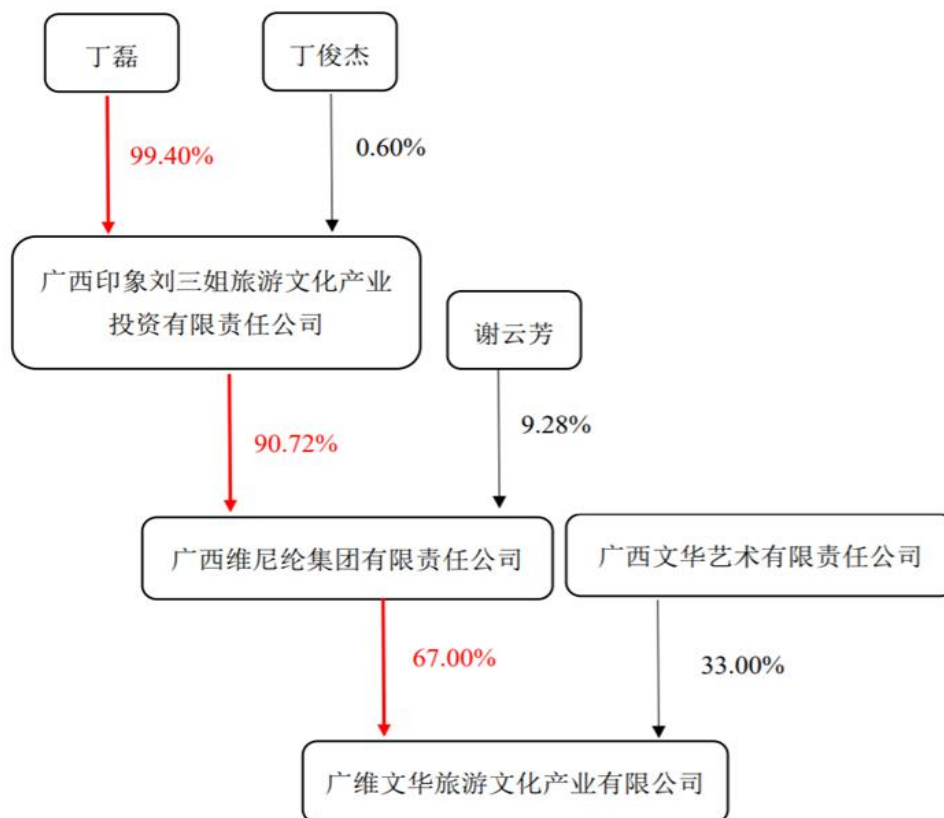 丁磊
丁俊杰
99.40%
0.60%
广西印象刘三姐旅游文化产业
投资有限责任公司
谢云芳
90.72%
9.28%
广西维尼纶集团有限责任公司
广西文华艺术有限责任公司
67.00%
33.00%
广维文华旅游文化产业有限公司